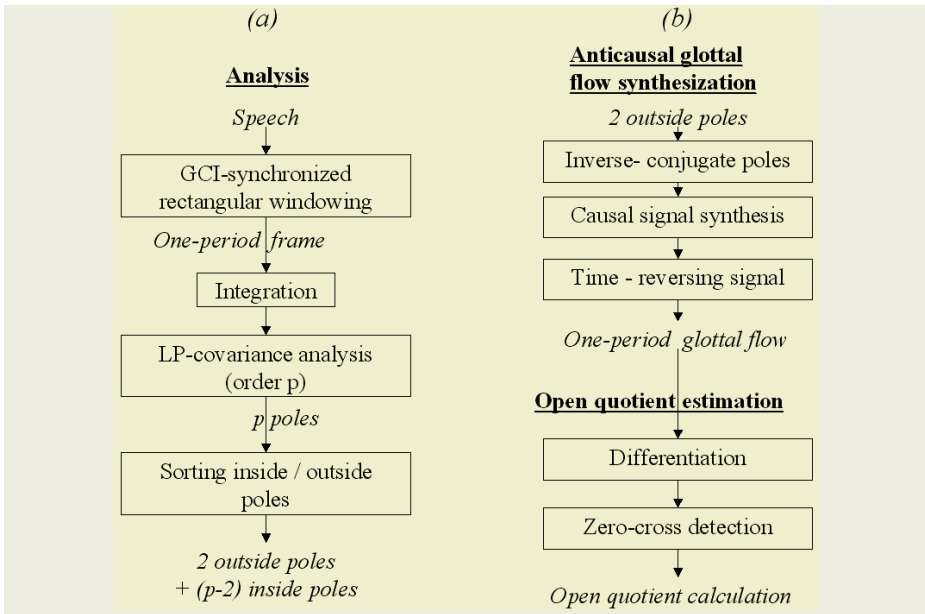 (a)
Analysis
Speech
GCI-synchronized
rectangular windowing
One-period frame
Integration
LP-covariance analysis
(order p)
p poles
Sorting inside / outside
poles
2 outside poles
+ (p-2) inside poles
(b)
Anticausal glottal
flow synthesization
2 outside poles
Inverse- conjugate poles
Causal signal synthesis
Time - reversing signal
One-period glottal flow
Open quotient estimation
Differentiation
Zero-cross detection
Open quotient calculation